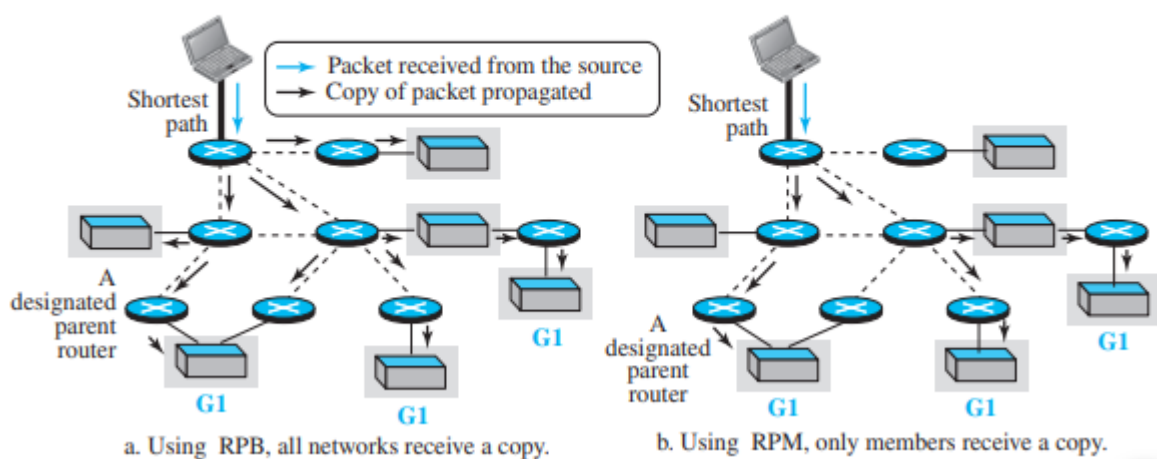 Packet received from the source
Copy of packet propagated
Shortest
path
A
designated
parent
router
G1
G1
G1
a. Using RPB, all networks receive a copy.
Shortest
path
A
designated
parent
router
G1
G1
G1
b. Using RPM, only members receive a copy.